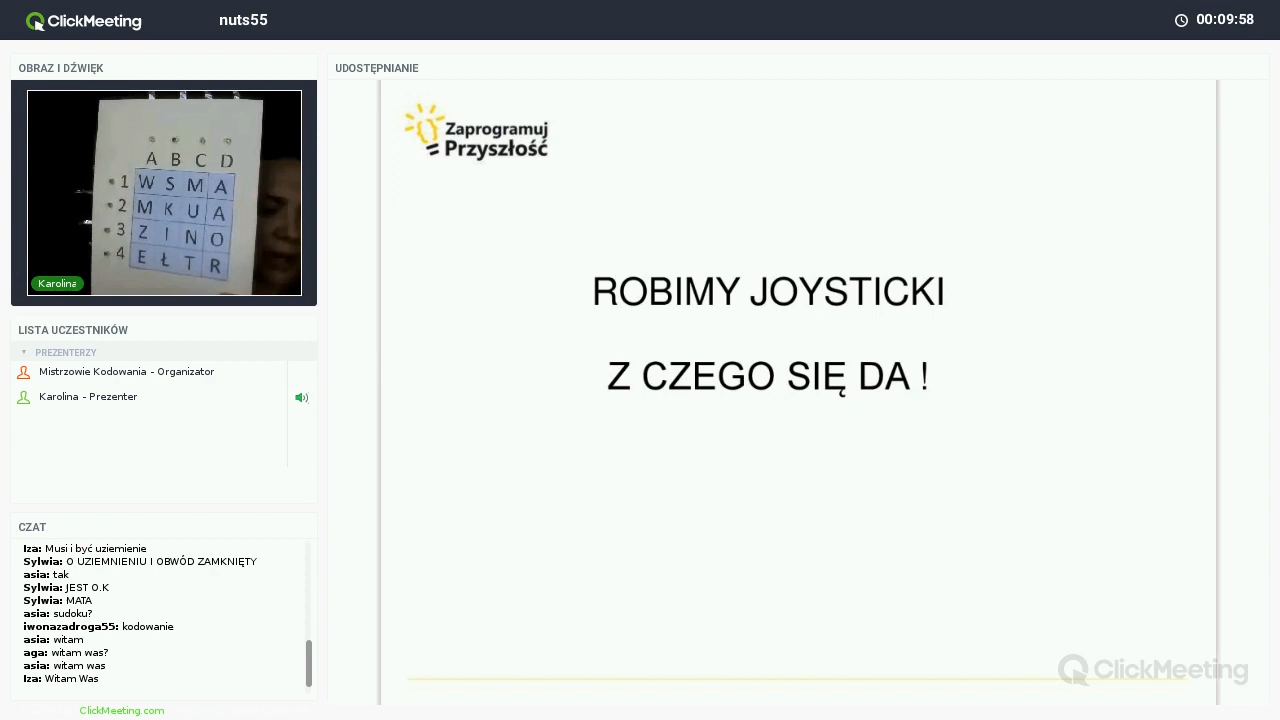 ClickMeeting
nuts55
00:09:58
OBRAZ I DŹWIĘK
A B C D
1 W S M A
2 M K U A
3 Z I N O
4 E Ł T R
Karolina
LISTA UCZESTNIKÓW
PREZENTERZY
Mistrzowie Kodowania - Organizator
Karolina - Prezenter
CZAT
Iza: Musi i być uziemienie
Sylwia: O UZIEMNIENIU I OBWÓD ZAMKNIĘTY
asia: tak
Sylwia: JEST O.K
Sylwia: MATA
asia: sudoku?
iwonazadroga55: kodowanie
asia: witam
aga: witam was?
asia: witam was
Iza: Witam Was
ClickMeeting.com
UDOSTĘPNIANIE
Zaprogramuj
Przyszłość
ROBIMY JOYSTICKI
Z CZEGO SIĘ DA !
ClickMeeting